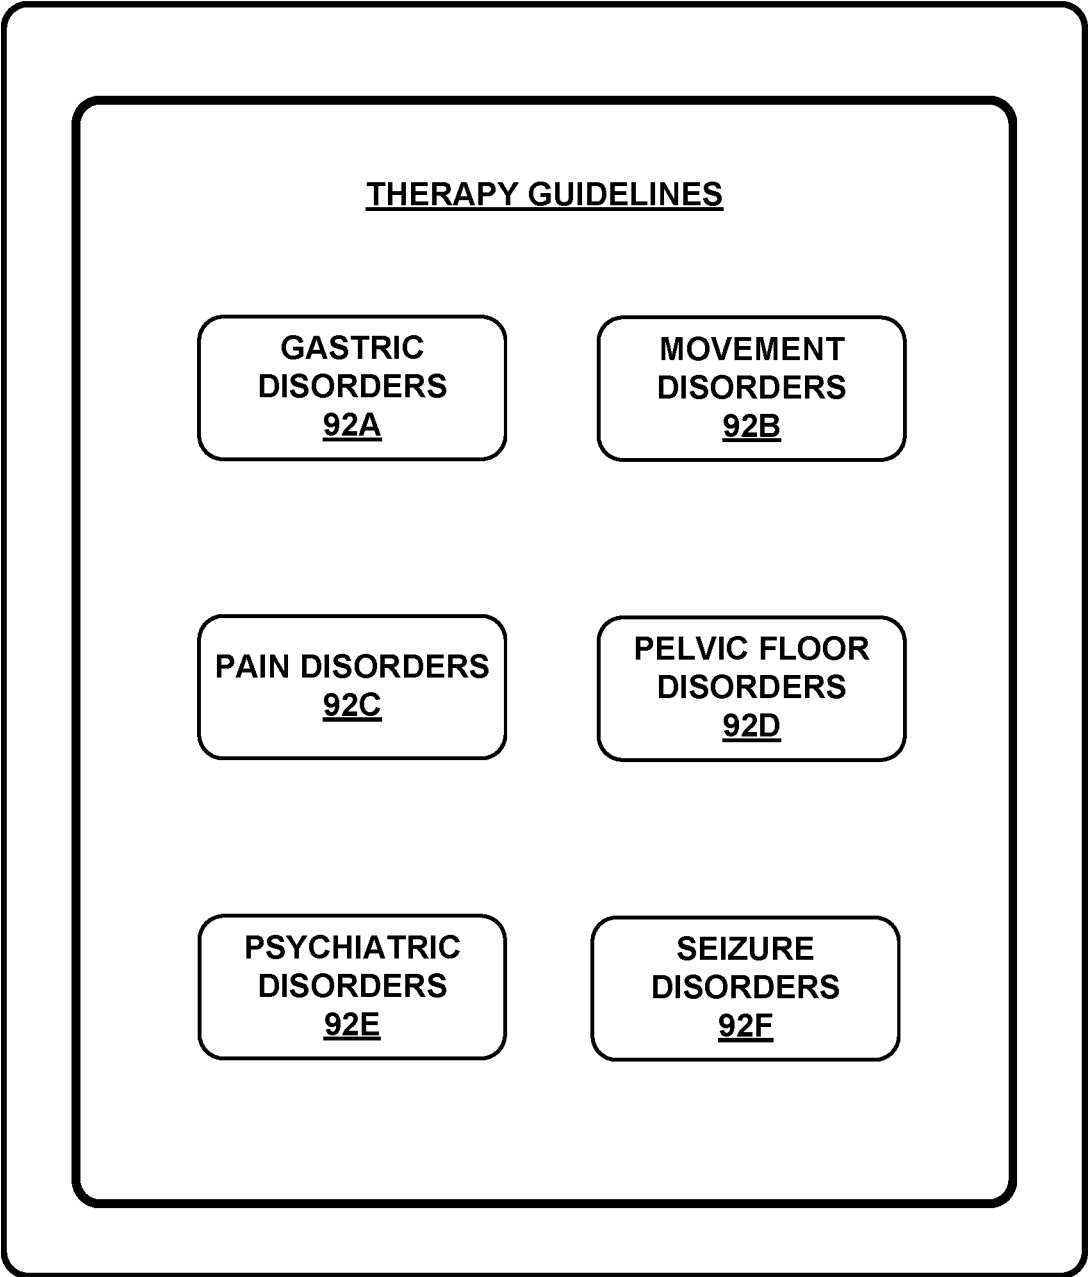 THERAPY GUIDELINES
GASTRIC
DISORDERS
92A
MOVEMENT
DISORDERS
92B
PAIN DISORDERS
92C
PELVIC FLOOR
DISORDERS
92D
PSYCHIATRIC
DISORDERS
92E
SEIZURE
DISORDERS
92F